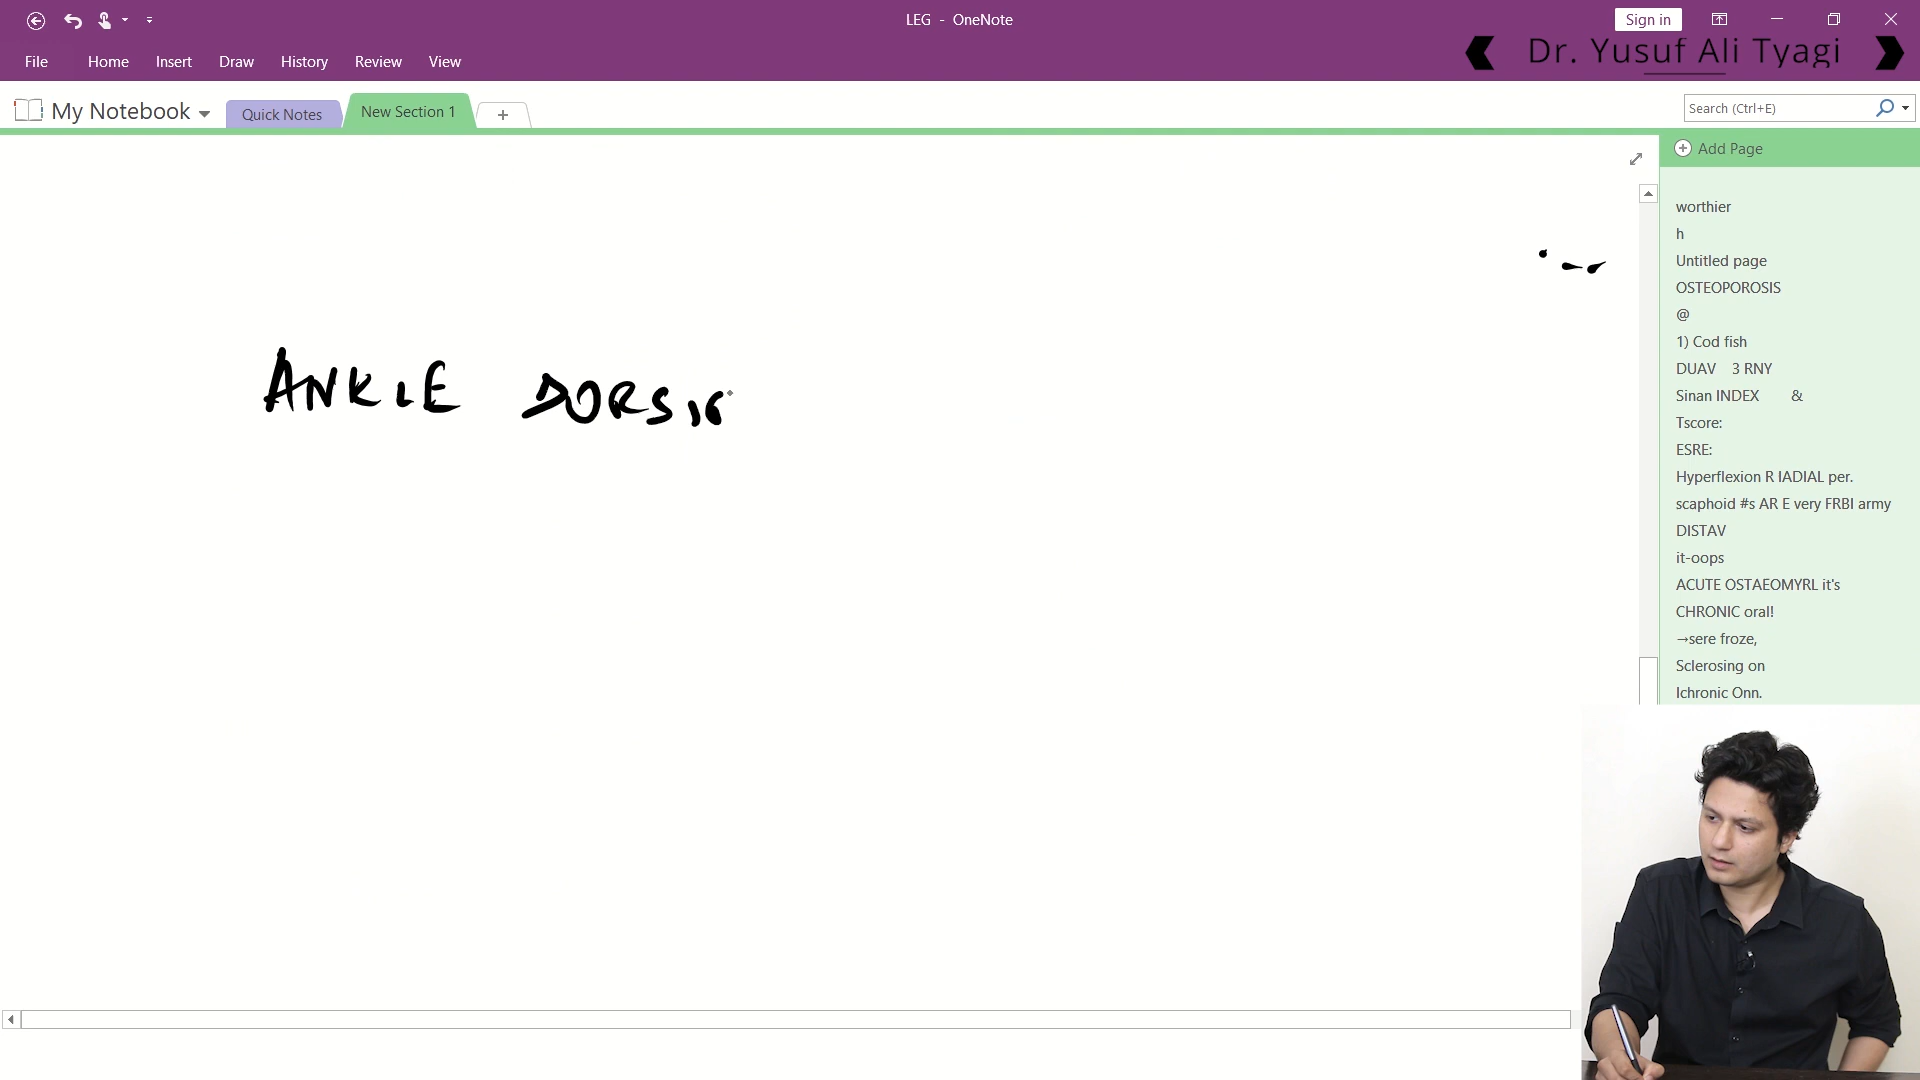 LEG - OneNote
Sign in
File Home Insert Draw History Review View
Dr. Yusuf Ali Tyagi
My Notebook Quick Notes New Section 1 +
Search (Ctrl+E)
Add Page
worthier
h
Untitled page
OSTEOPOROSIS
@
1) Cod fish
DUAV 3 RNY
Sinan INDEX &
Tscore:
ESRE:
Hyperflexion R IADIAL per.
scaphoid #s AR E very FRBI army
DISTAV
it-oops
ACUTE OSTAEOMYRL it's
CHRONIC oral!
→sere froze,
Sclerosing on
Ichronic Onn.
ANKLE